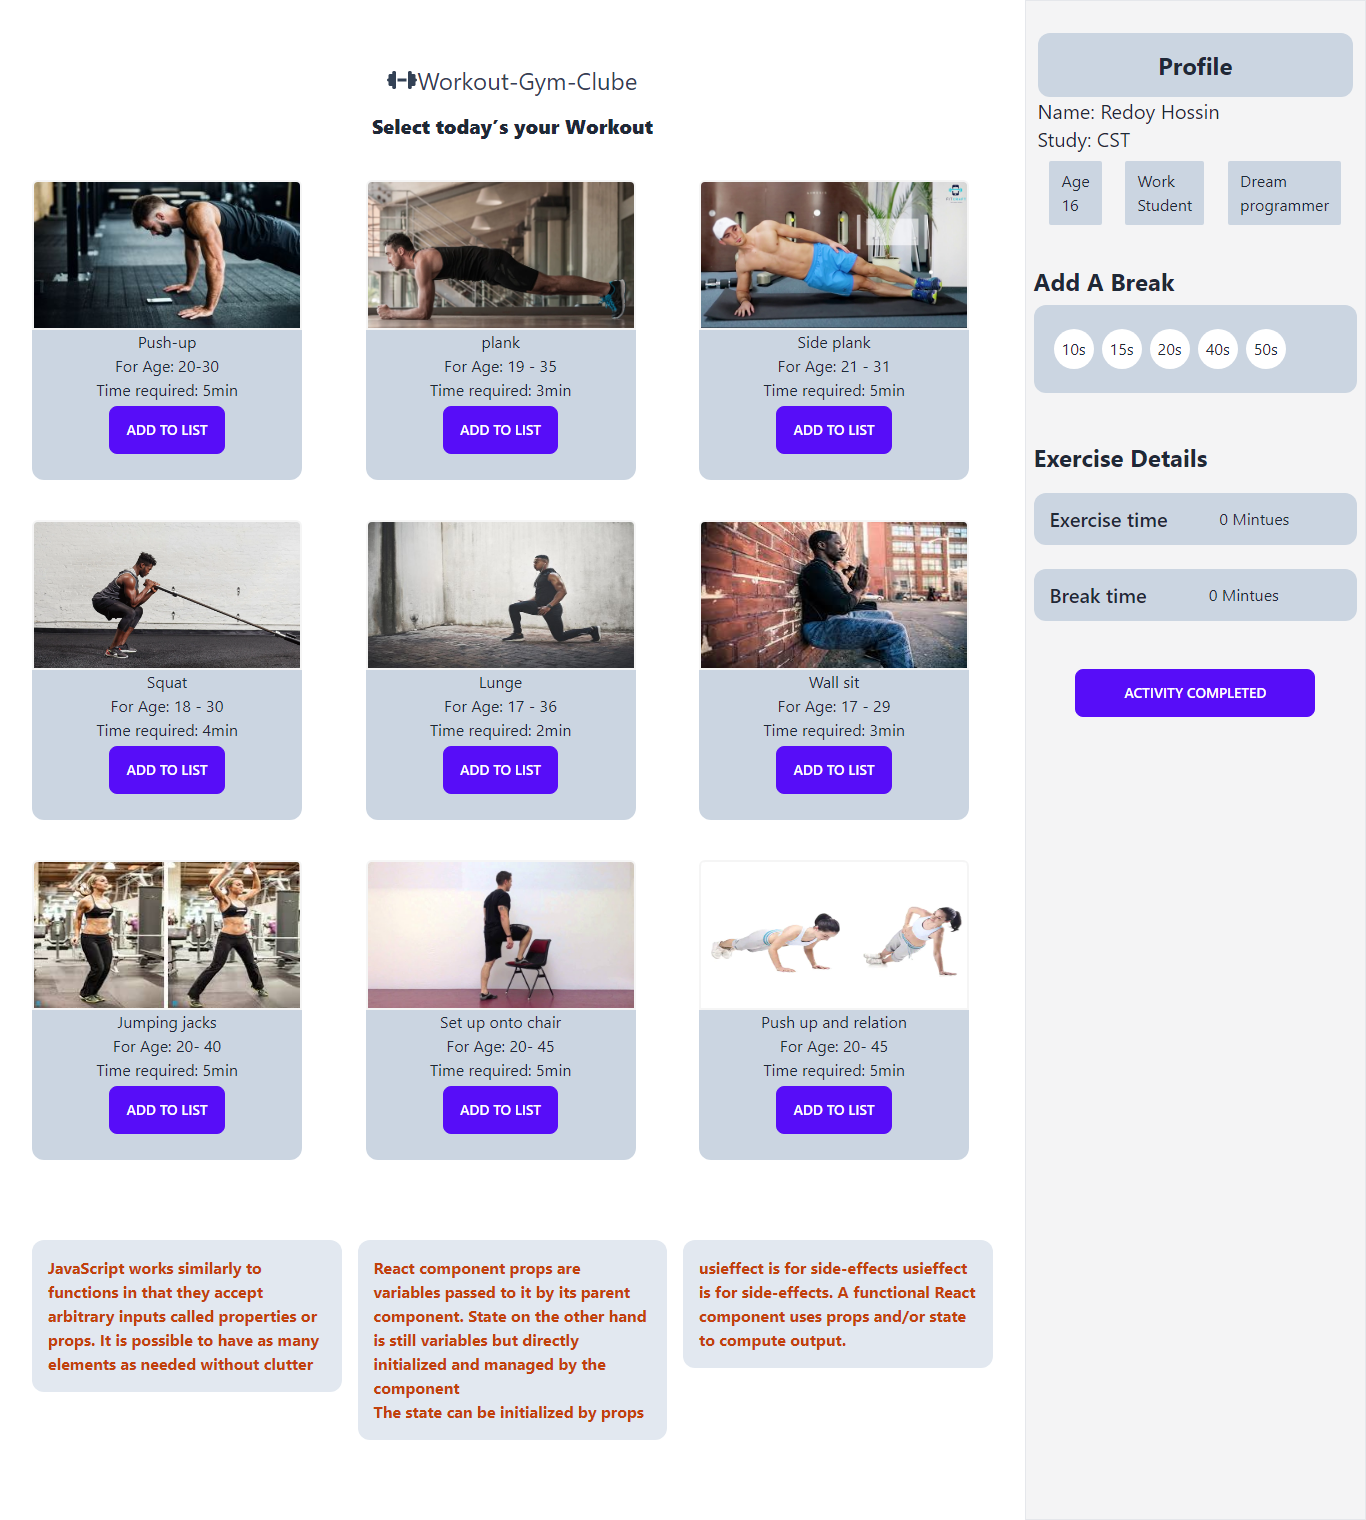 Workout-Gym-Clube
Select today's your Workout
Push-up
For Age: 20-30
Time required: 5min
ADD TO LIST
plank
For Age: 19 - 35
Time required: 3min
ADD TO LIST
Side plank
For Age: 21 - 31
Time required: 5min
ADD TO LIST
Squat
For Age: 18 - 30
Time required: 4min
ADD TO LIST
Lunge
For Age: 17 - 36
Time required: 2min
ADD TO LIST
Wall sit
For Age: 17 - 29
Time required: 3min
ADD TO LIST
Jumping jacks
For Age: 20- 40
Time required: 5min
ADD TO LIST
Set up onto chair
For Age: 20- 45
Time required: 5min
ADD TO LIST
Push up and relation
For Age: 20- 45
Time required: 5min
ADD TO LIST
JavaScript works similarly to
functions in that they accept
arbitrary inputs called properties or
props. It is possible to have as many
elements as needed without clutter
React component props are
variables passed to it by its parent
component. State on the other hand
is still variables but directly
initialized and managed by the
component
The state can be initialized by props
usieffect is for side-effects usieffect
is for side-effects. A functional React
component uses props and/or state
to compute output.
Profile
Name: Redoy Hossin
Study: CST
Age
16
Work
Student
Dream
programmer
Add A Break
10s
15s
20s
40s
50s
Exercise Details
Exercise time 0 Mintues
Break time 0 Mintues
ACTIVITY COMPLETED